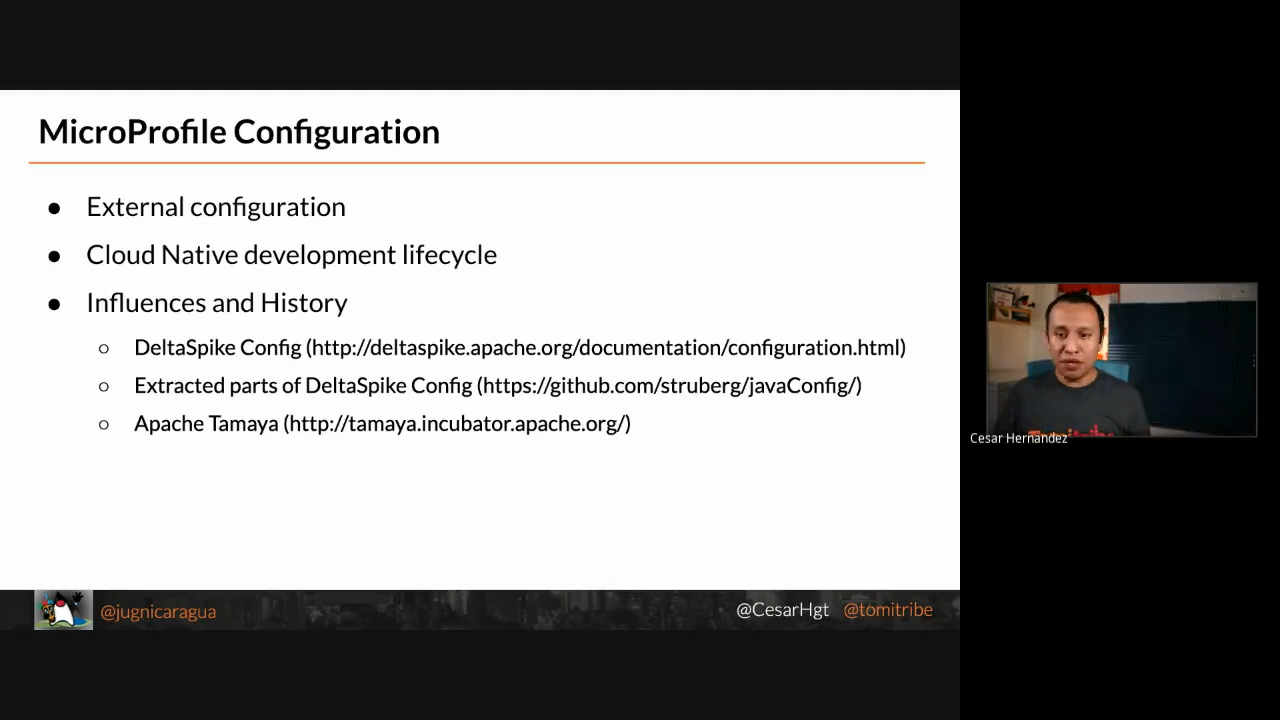 MicroProfile Configuration
● External configuration
● Cloud Native development lifecycle
● Influences and History
○ DeltaSpike Config (http://deltaspike.apache.org/documentation/configuration.html)
○ Extracted parts of DeltaSpike Config (https://github.com/struberg/javaConfig/)
○ Apache Tamaya (http://tamaya.incubator.apache.org/)
Cesar Hernandez
@jugnicaragua
@CesarHgt @tomitribe